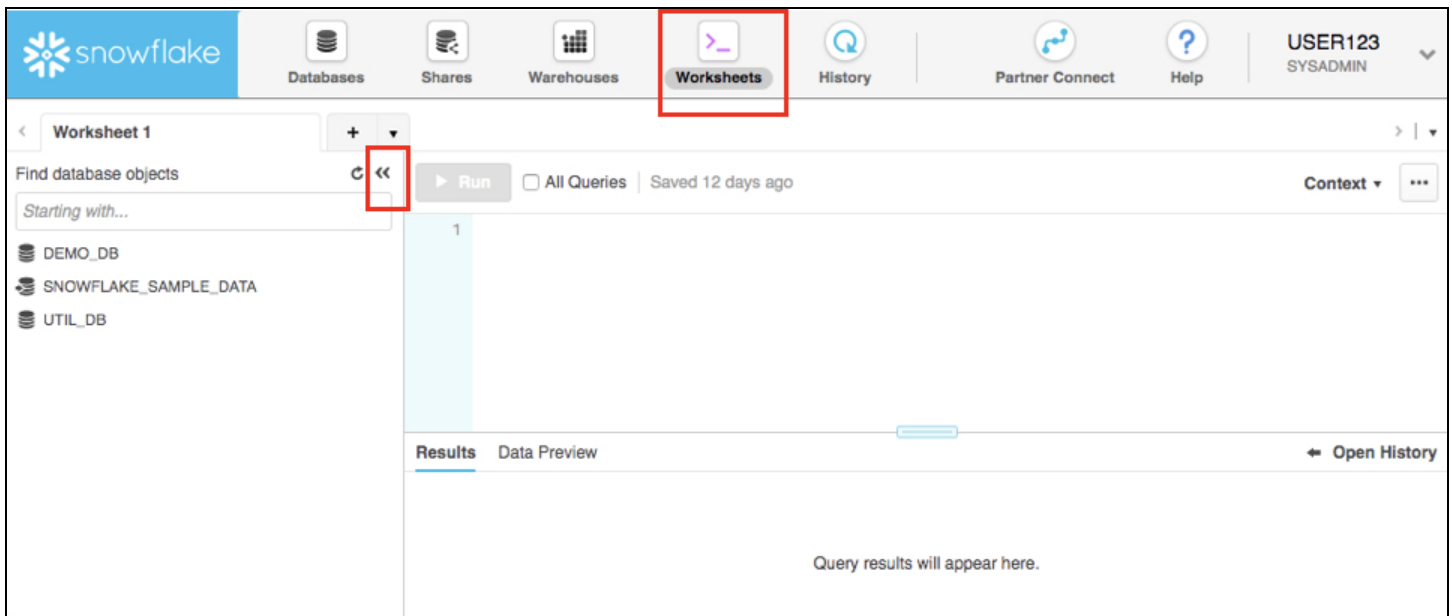 snowflake
Databases Shares Warehouses Worksheets History Partner Connect Help
USER123
SYSADMIN
Worksheet 1
Find database objects
Starting with...
DEMO_DB
SNOWFLAKE_SAMPLE_DATA
UTIL_DB
Run All Queries Saved 12 days ago Context
1
Results Data Preview Open History
Query results will appear here.